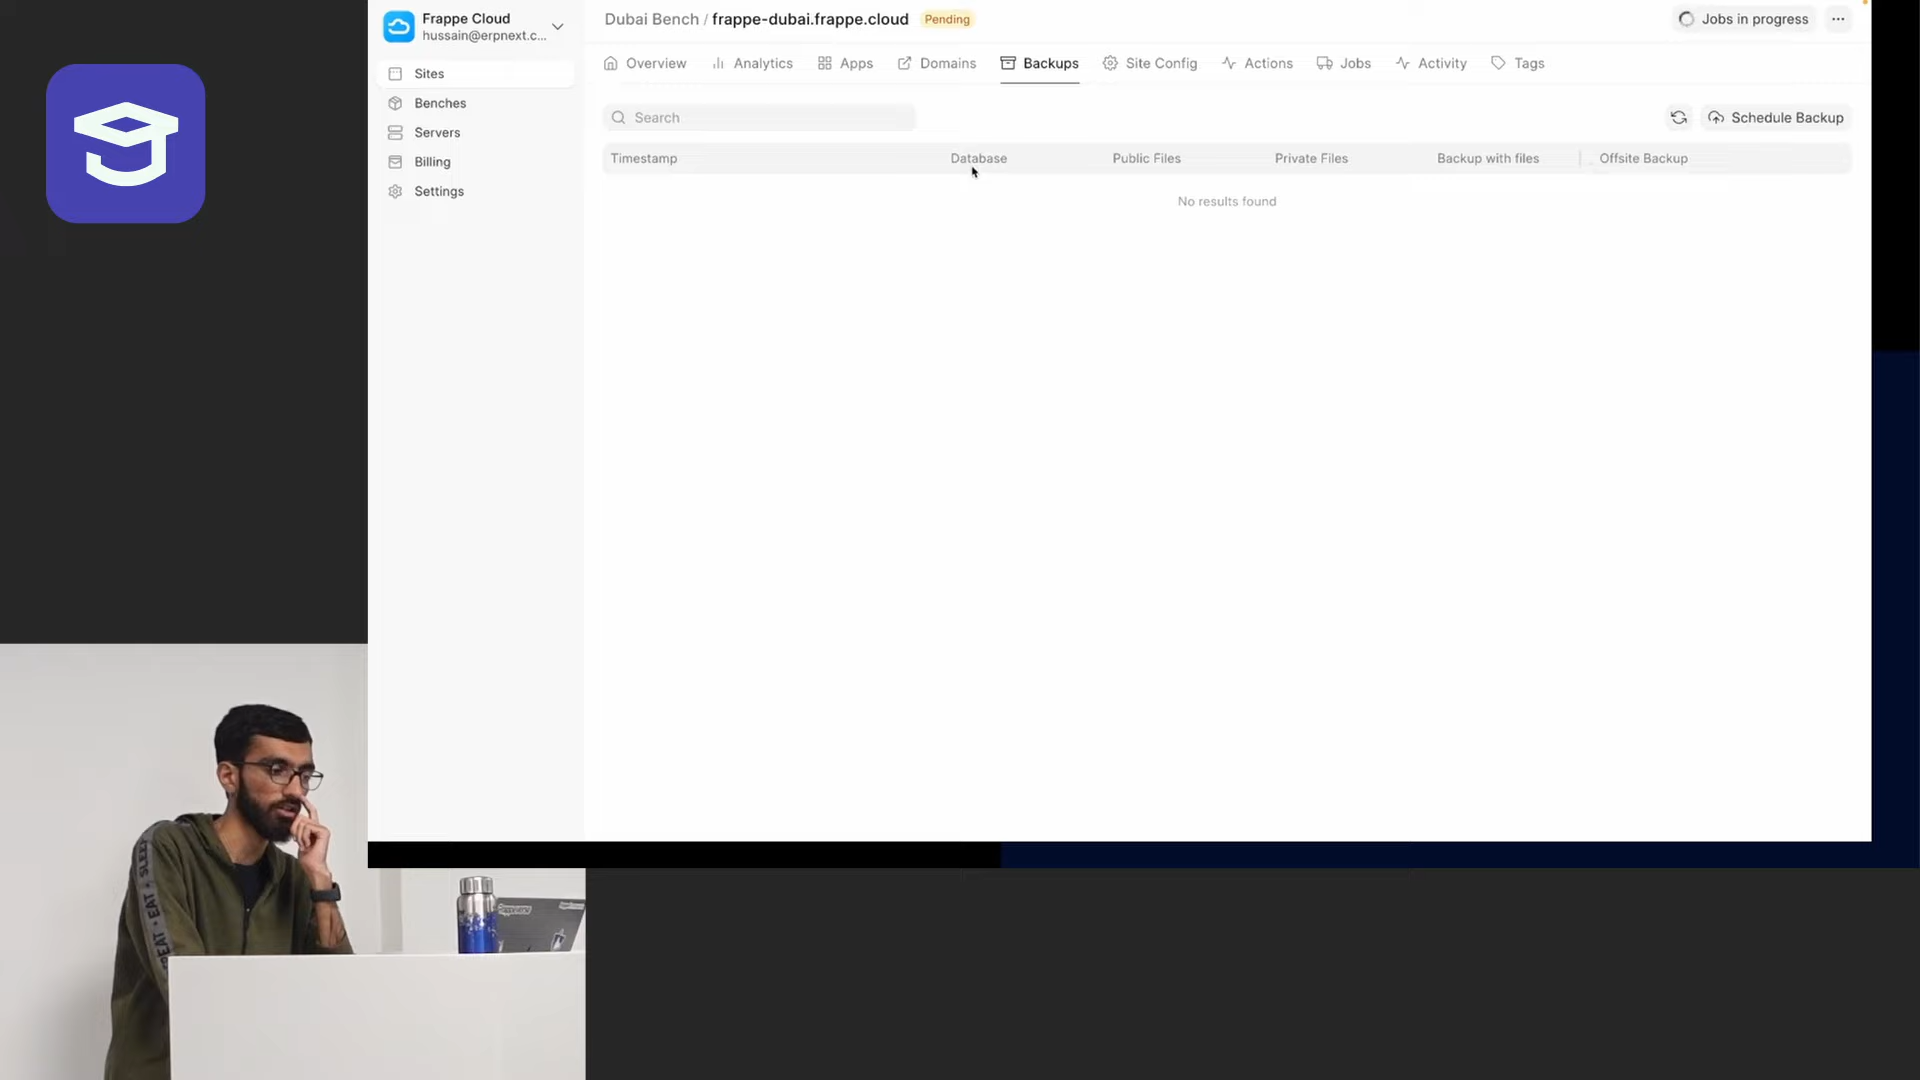 Frappe Cloud
hussain@erpnext.c...
Sites
Benches
Servers
Billing
Settings
Dubai Bench / frappe-dubai.frappe.cloud Pending
Jobs in progress
Overview Analytics Apps Domains Backups Site Config Actions Jobs Activity Tags
Search
Schedule Backup
Timestamp Database Public Files Private Files Backup with files Offsite Backup
No results found
EAT • SLEEP